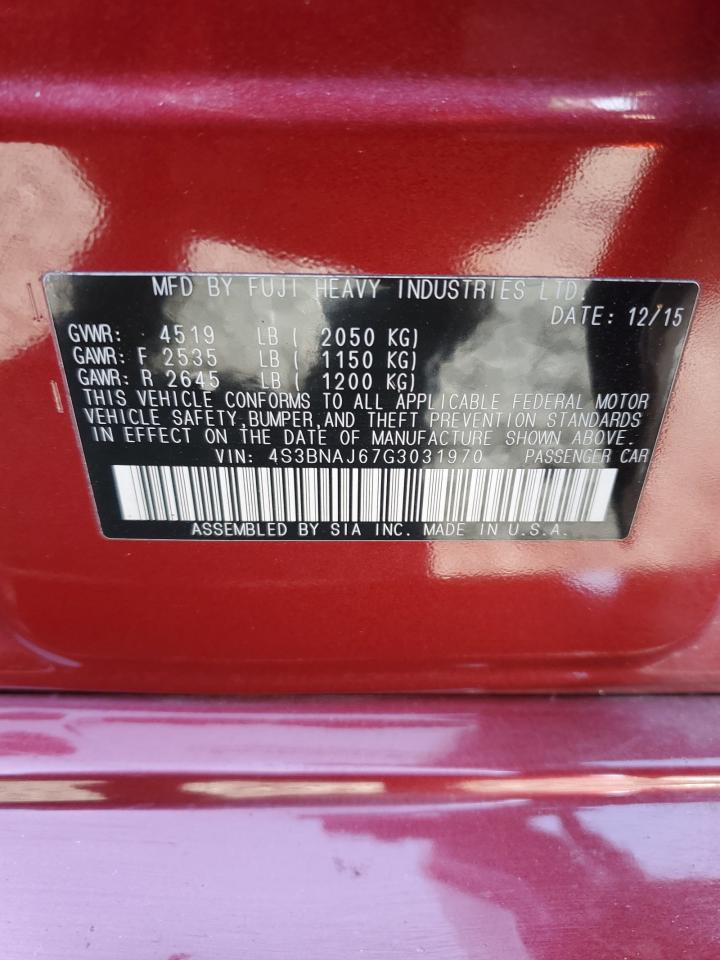 MFD BY FUJI HEAVY INDUSTRIES LTD.
DATE: 12/15
GVWR: 4519 LB ( 2050 KG)
GAWR: F 2535 LB ( 1150 KG)
GAWR: R 2645 LB ( 1200 KG)
THIS VEHICLE CONFORMS TO ALL APPLICABLE FEDERAL MOTOR
VEHICLE SAFETY,BUMPER,AND THEFT PREVENTION STANDARDS
IN EFFECT ON THE DATE OF MANUFACTURE SHOWN ABOVE.
VIN: 4S3BNAJ67G3031970 PASSENGER CAR
ASSEMBLED BY SIA INC. MADE IN U.S.A.